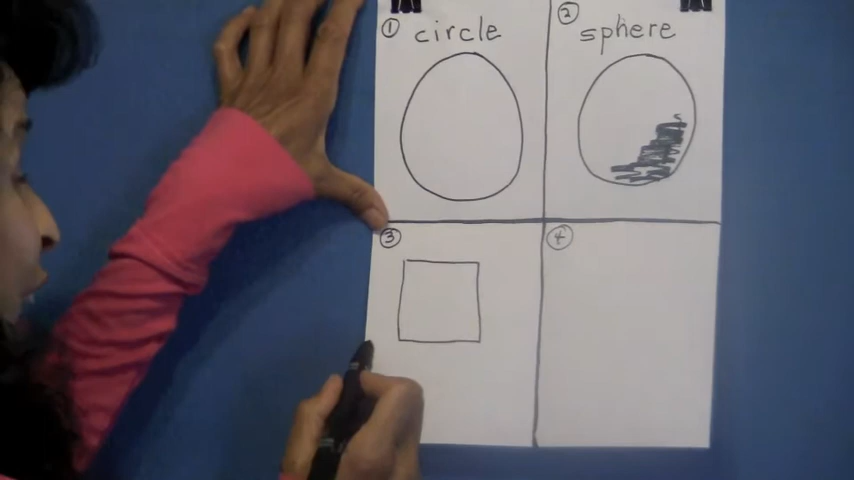 ① circle
② sphere
③
④